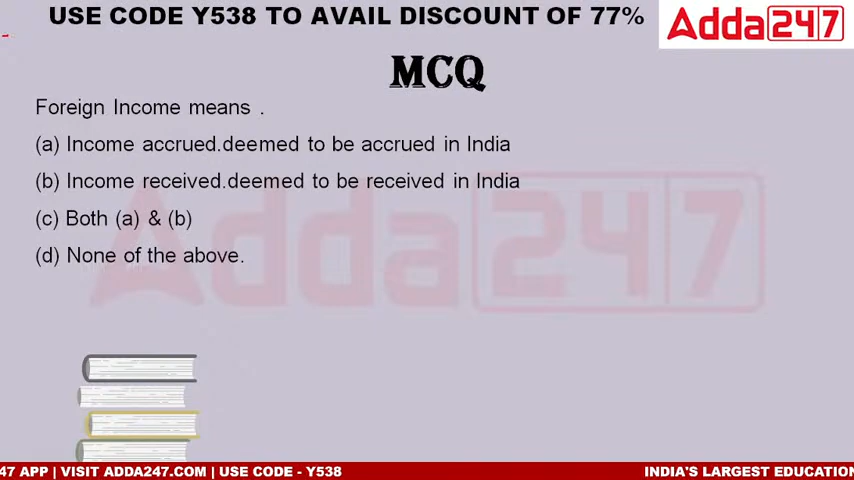 USE CODE Y538 TO AVAIL DISCOUNT OF 77%
Adda247
MCQ
Foreign Income means .
(a) Income accrued.deemed to be accrued in India
(b) Income received.deemed to be received in India
(c) Both (a) & (b)
(d) None of the above.
Adda247
47 APP | VISIT ADDA247.COM | USE CODE - Y538
INDIA'S LARGEST EDUCATION